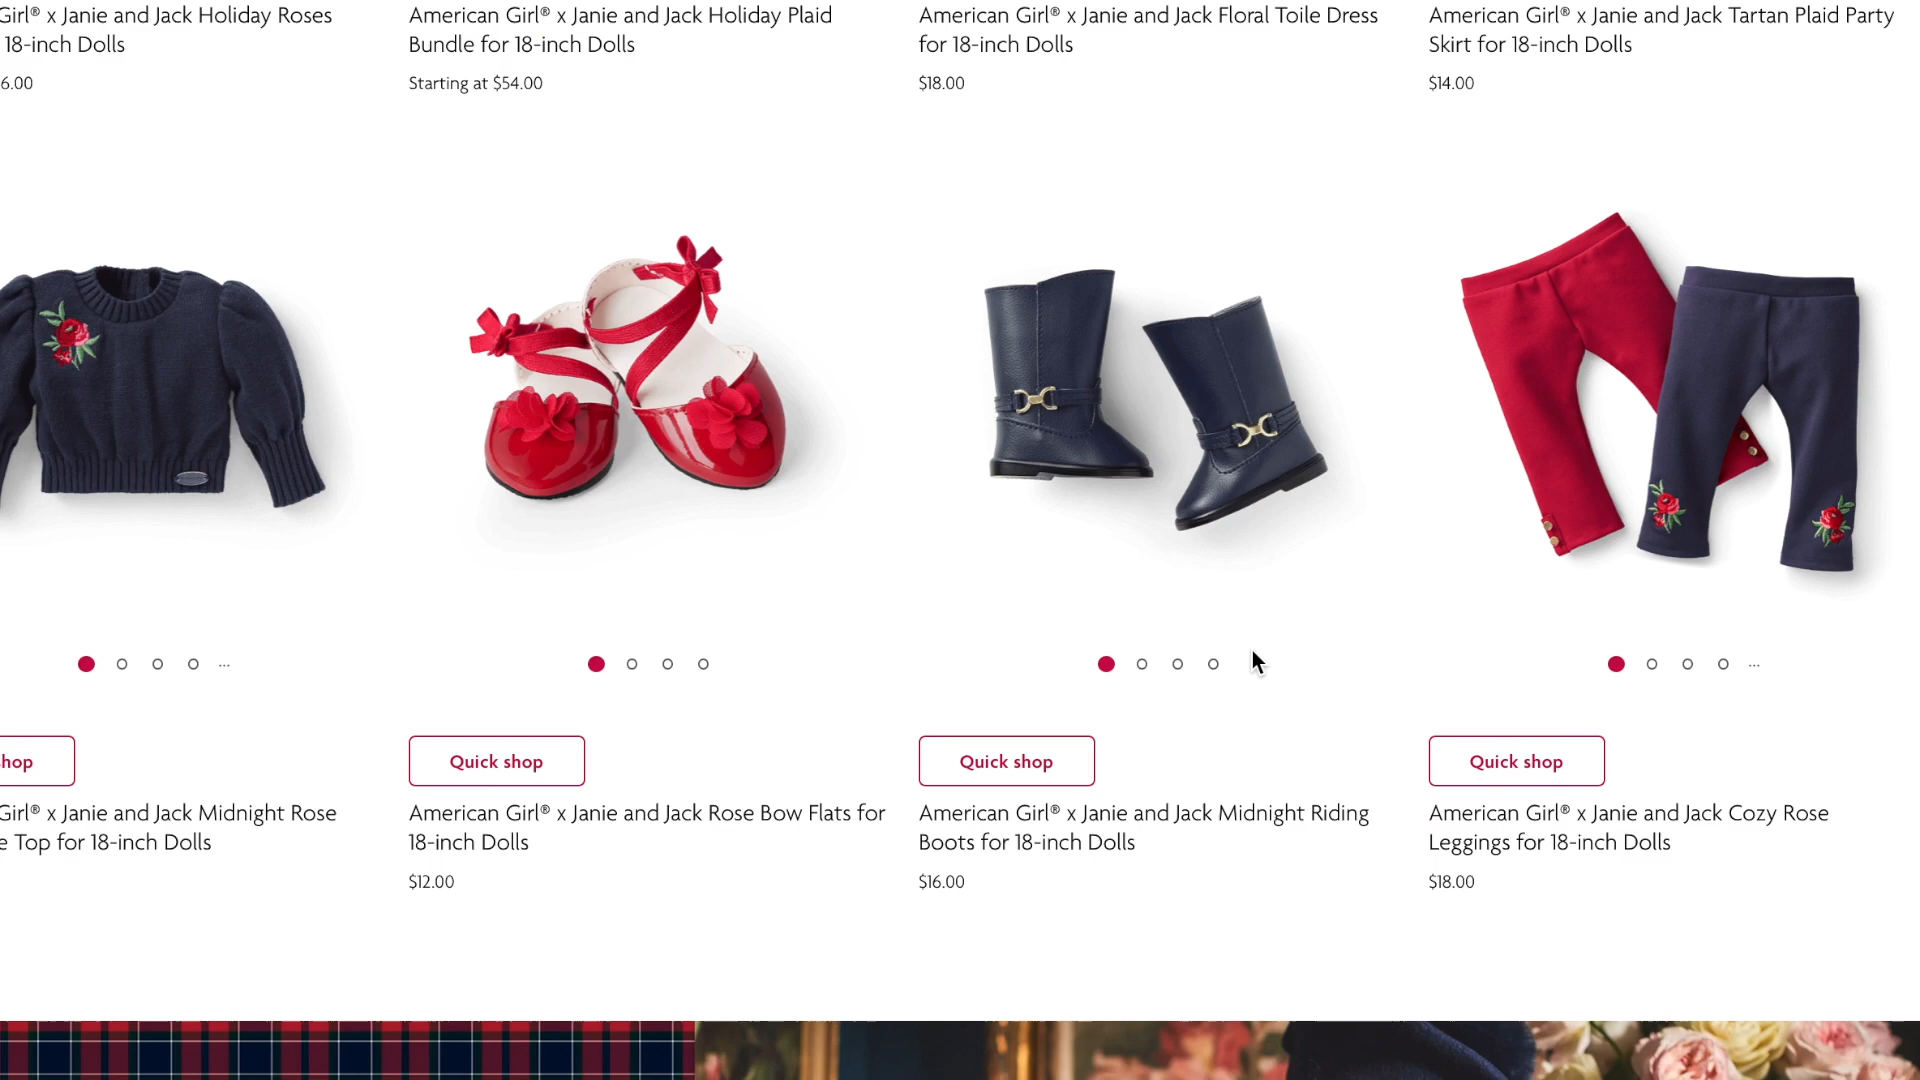 Girl® x Janie and Jack Holiday Roses
18-inch Dolls
6.00
American Girl® x Janie and Jack Holiday Plaid
Bundle for 18-inch Dolls
Starting at $54.00
American Girl® x Janie and Jack Floral Toile Dress
for 18-inch Dolls
$18.00
American Girl® x Janie and Jack Tartan Plaid Party
Skirt for 18-inch Dolls
$14.00
hop
Girl® x Janie and Jack Midnight Rose
e Top for 18-inch Dolls
Quick shop
American Girl® x Janie and Jack Rose Bow Flats for
18-inch Dolls
$12.00
Quick shop
American Girl® x Janie and Jack Midnight Riding
Boots for 18-inch Dolls
$16.00
Quick shop
American Girl® x Janie and Jack Cozy Rose
Leggings for 18-inch Dolls
$18.00